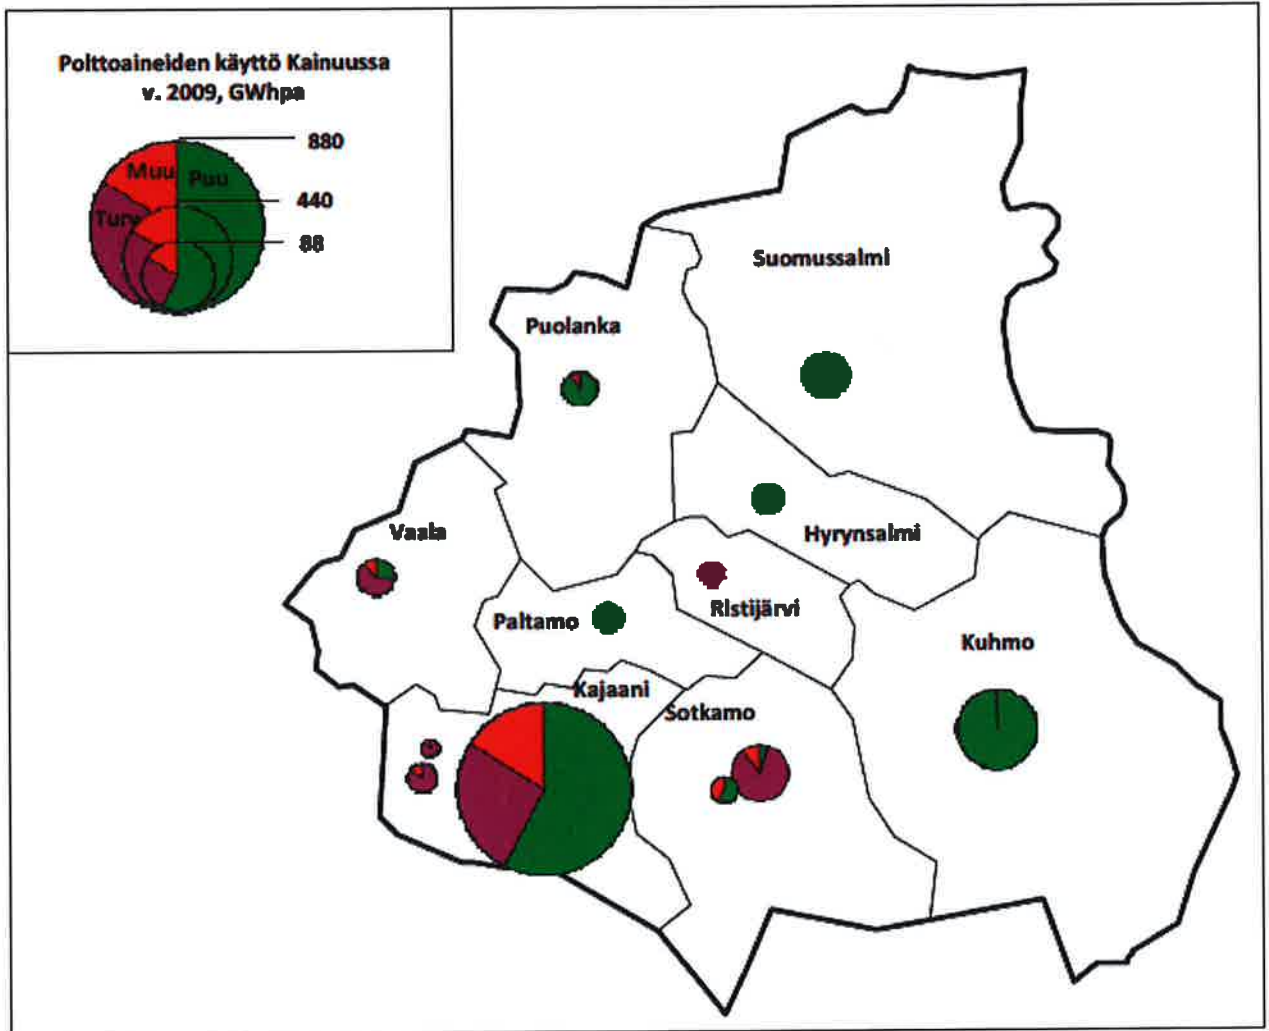 Polttoaineiden käyttö Kainuussa
v. 2009, GWhpa
880
Muu
Puu
440
Turv
88
Suomussalmi
Puolanka
Vaala
Hyrynsalmi
Ristijärvi
Paltamo
Kuhmo
Kajaani
Sotkamo